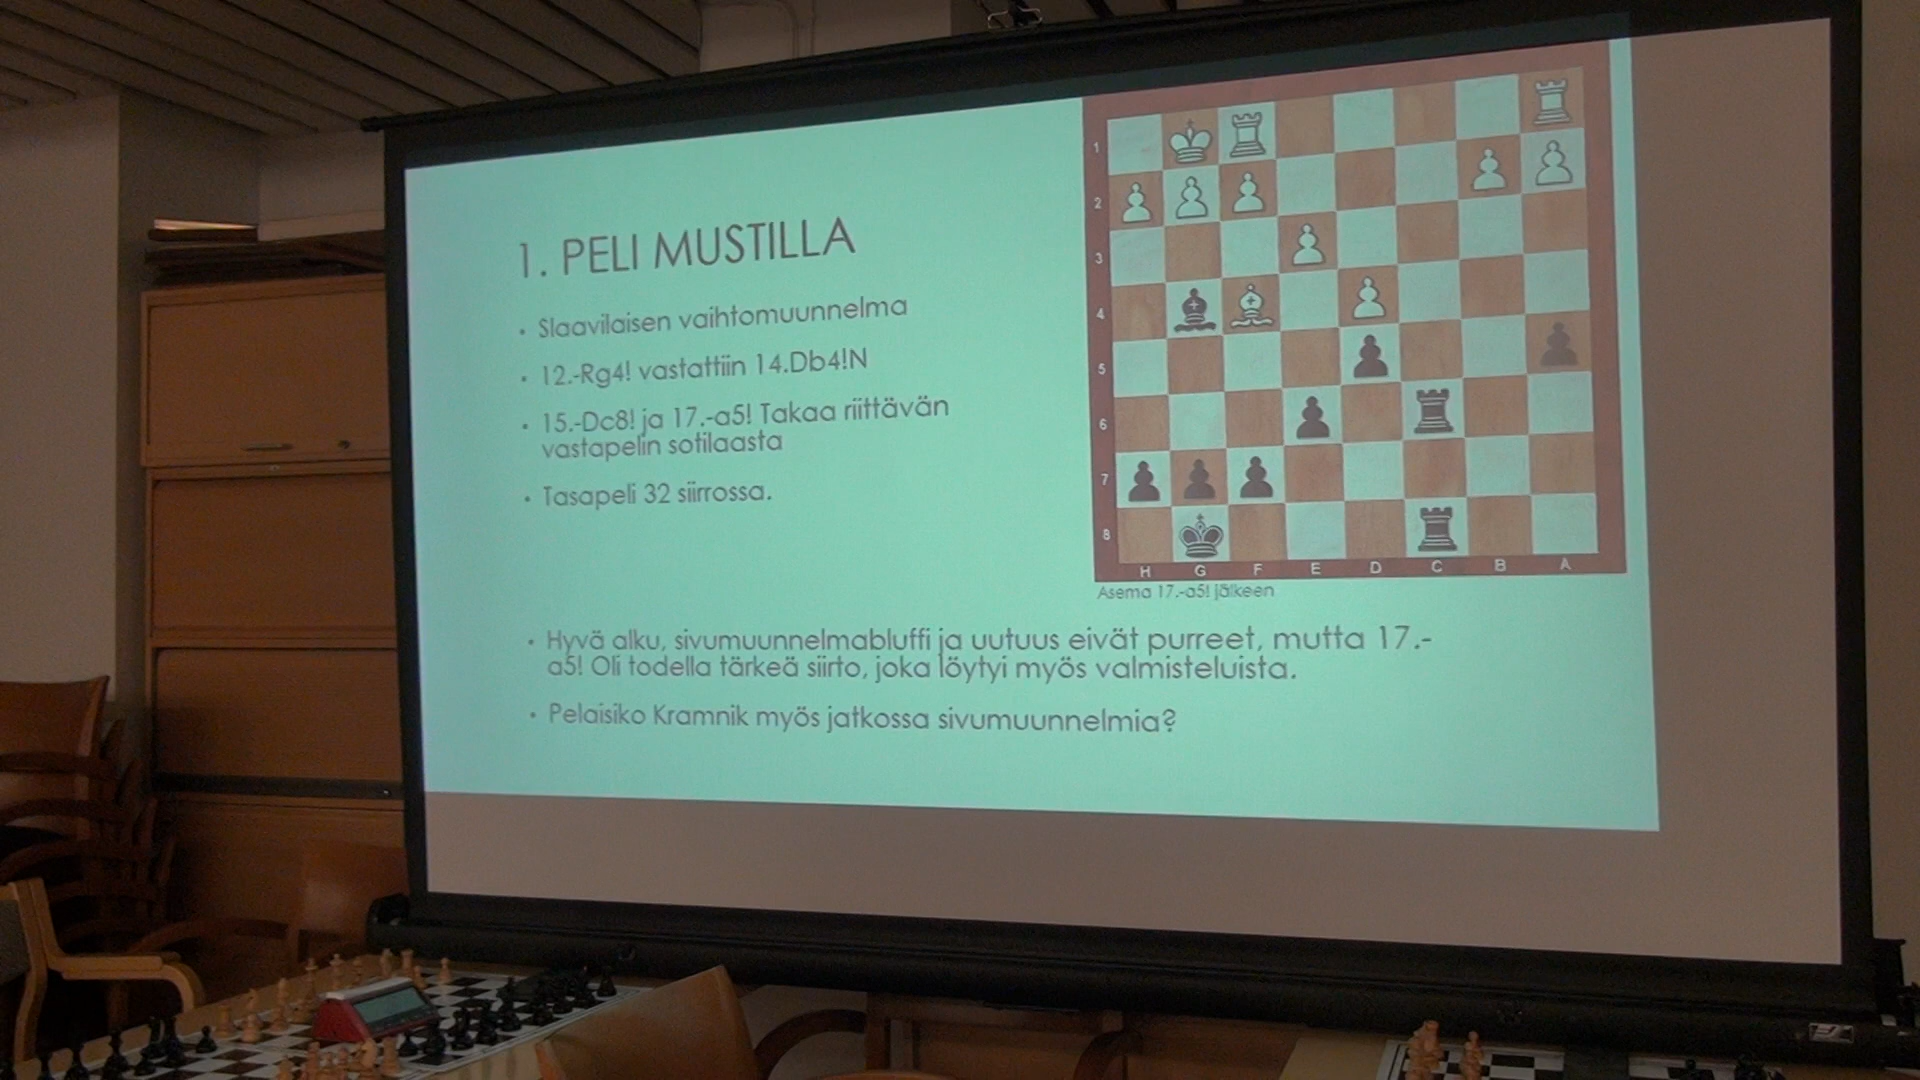 1. PELI MUSTILLA
• Slaavilaisen vaihtomuunnelma
• 12.-Rg4! vastattiin 14.Db4!N
• 15.-Dc8! ja 17.-a5! Takaa riittävän
vastapelin sotilaasta
• Tasapeli 32 siirrossa.
1
2
3
4
5
6
7
8
H G F E D C B A
Asema 17.-a5! jälkeen
• Hyvä alku, sivumuunnelmabluffi ja uutuus eivät purreet, mutta 17.-
a5! Oli todella tärkeä siirto, joka löytyi myös valmisteluista.
• Pelaisiko Kramnik myös jatkossa sivumuunnelmia?